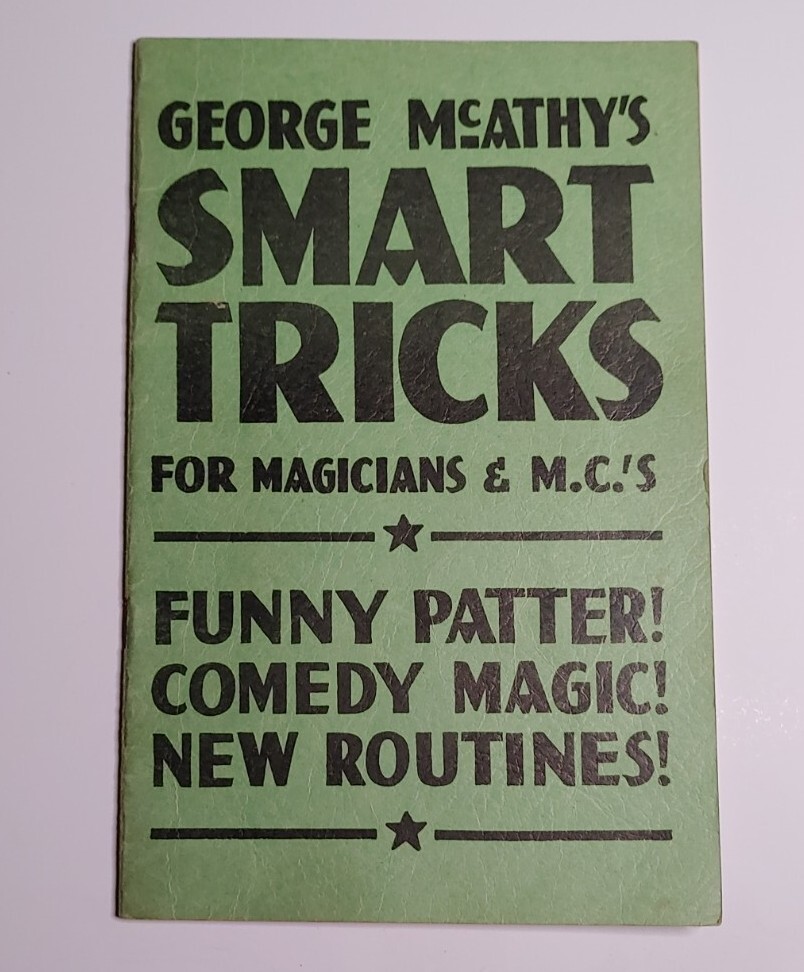 GEORGE McATHY'S
SMART
TRICKS
FOR MAGICIANS & M.C.'S
FUNNY PATTER!
COMEDY MAGIC!
NEW ROUTINES!